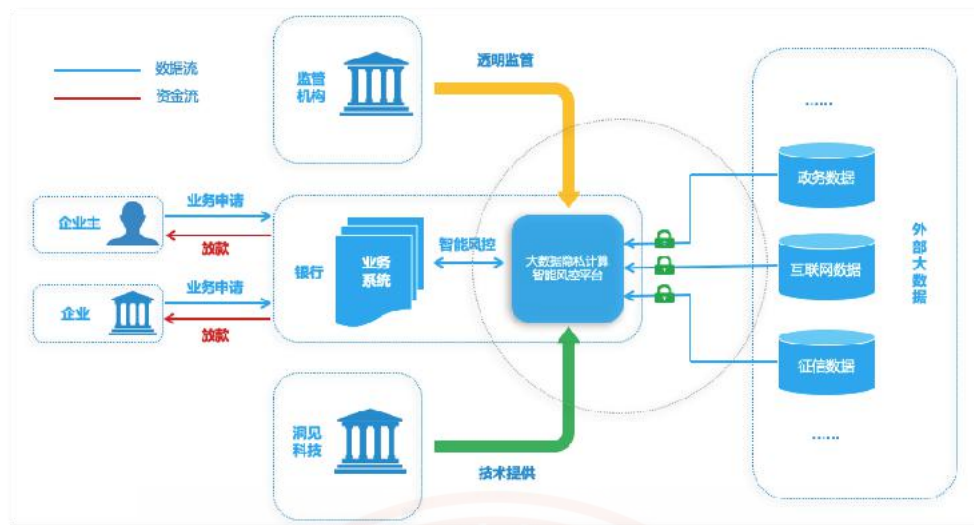 数据流
资金流
监管
机构
透明监管
……
政务数据
企业主
业务申请
放款
银行
业务
系统
智能风控
大数据隐私计算
智能风控平台
互联网数据
外部大数据
企业
业务申请
放款
征信数据
洞见
科技
技术提供
……